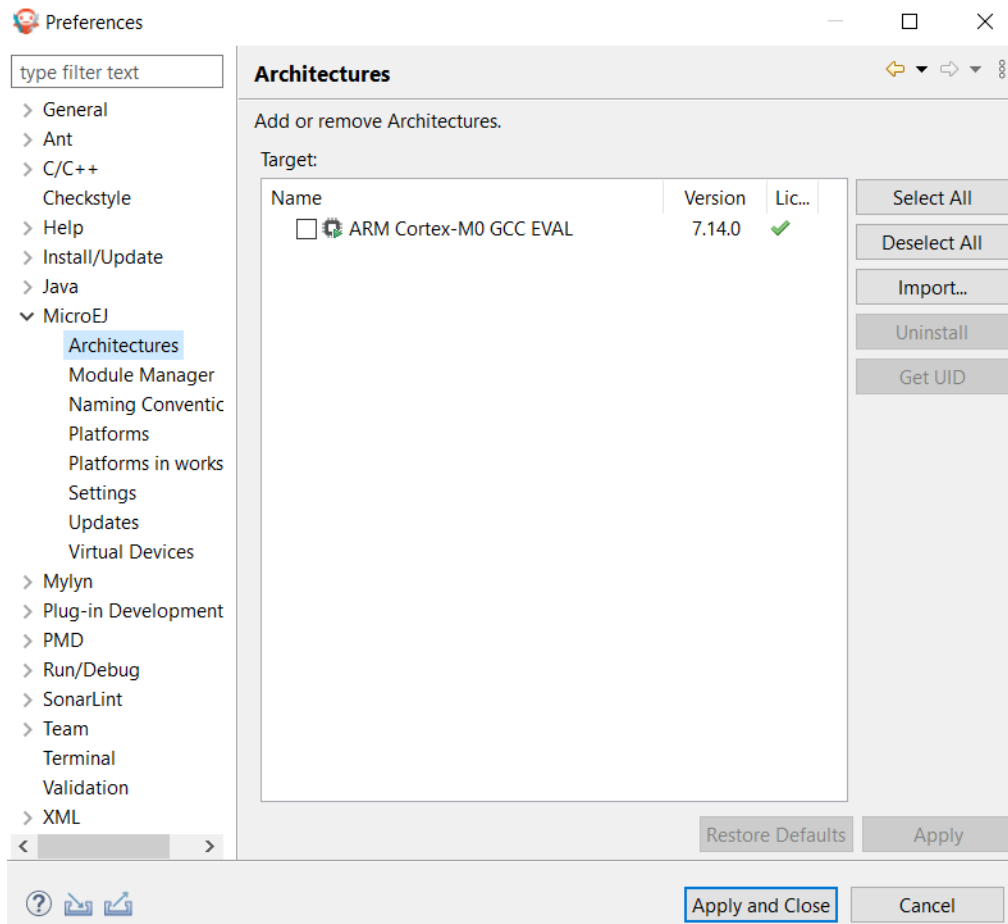 Preferences
type filter text
General
Ant
C/C++
Checkstyle
Help
Install/Update
Java
MicroEJ
Architectures
Module Manager
Naming Conventic
Platforms
Platforms in works
Settings
Updates
Virtual Devices
Mylyn
Plug-in Development
PMD
Run/Debug
SonarLint
Team
Terminal
Validation
XML
Architectures
Add or remove Architectures.
Target:
Name Version Lic...
ARM Cortex-M0 GCC EVAL 7.14.0
Select All
Deselect All
Import...
Uninstall
Get UID
Restore Defaults Apply
? Apply and Close Cancel